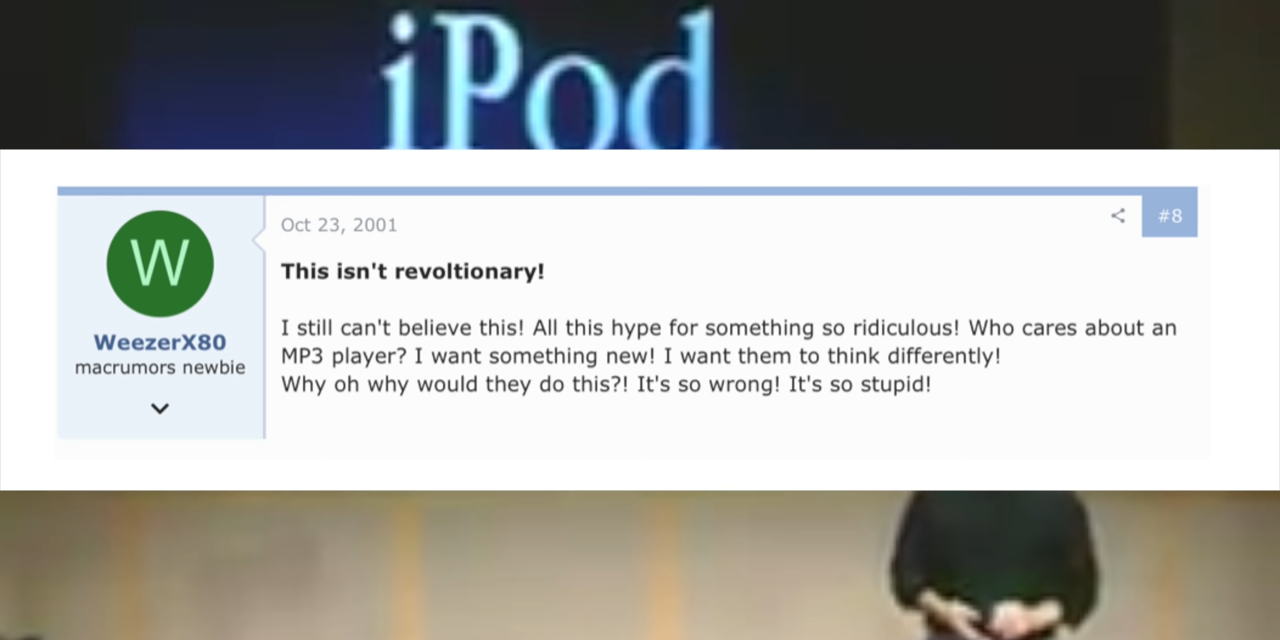 iPod
Oct 23, 2001
#8
W
WeezerX80
macrumors newbie
This isn't revoltionary!
I still can't believe this! All this hype for something so ridiculous! Who cares about an
MP3 player? I want something new! I want them to think differently!
Why oh why would they do this?! It's so wrong! It's so stupid!